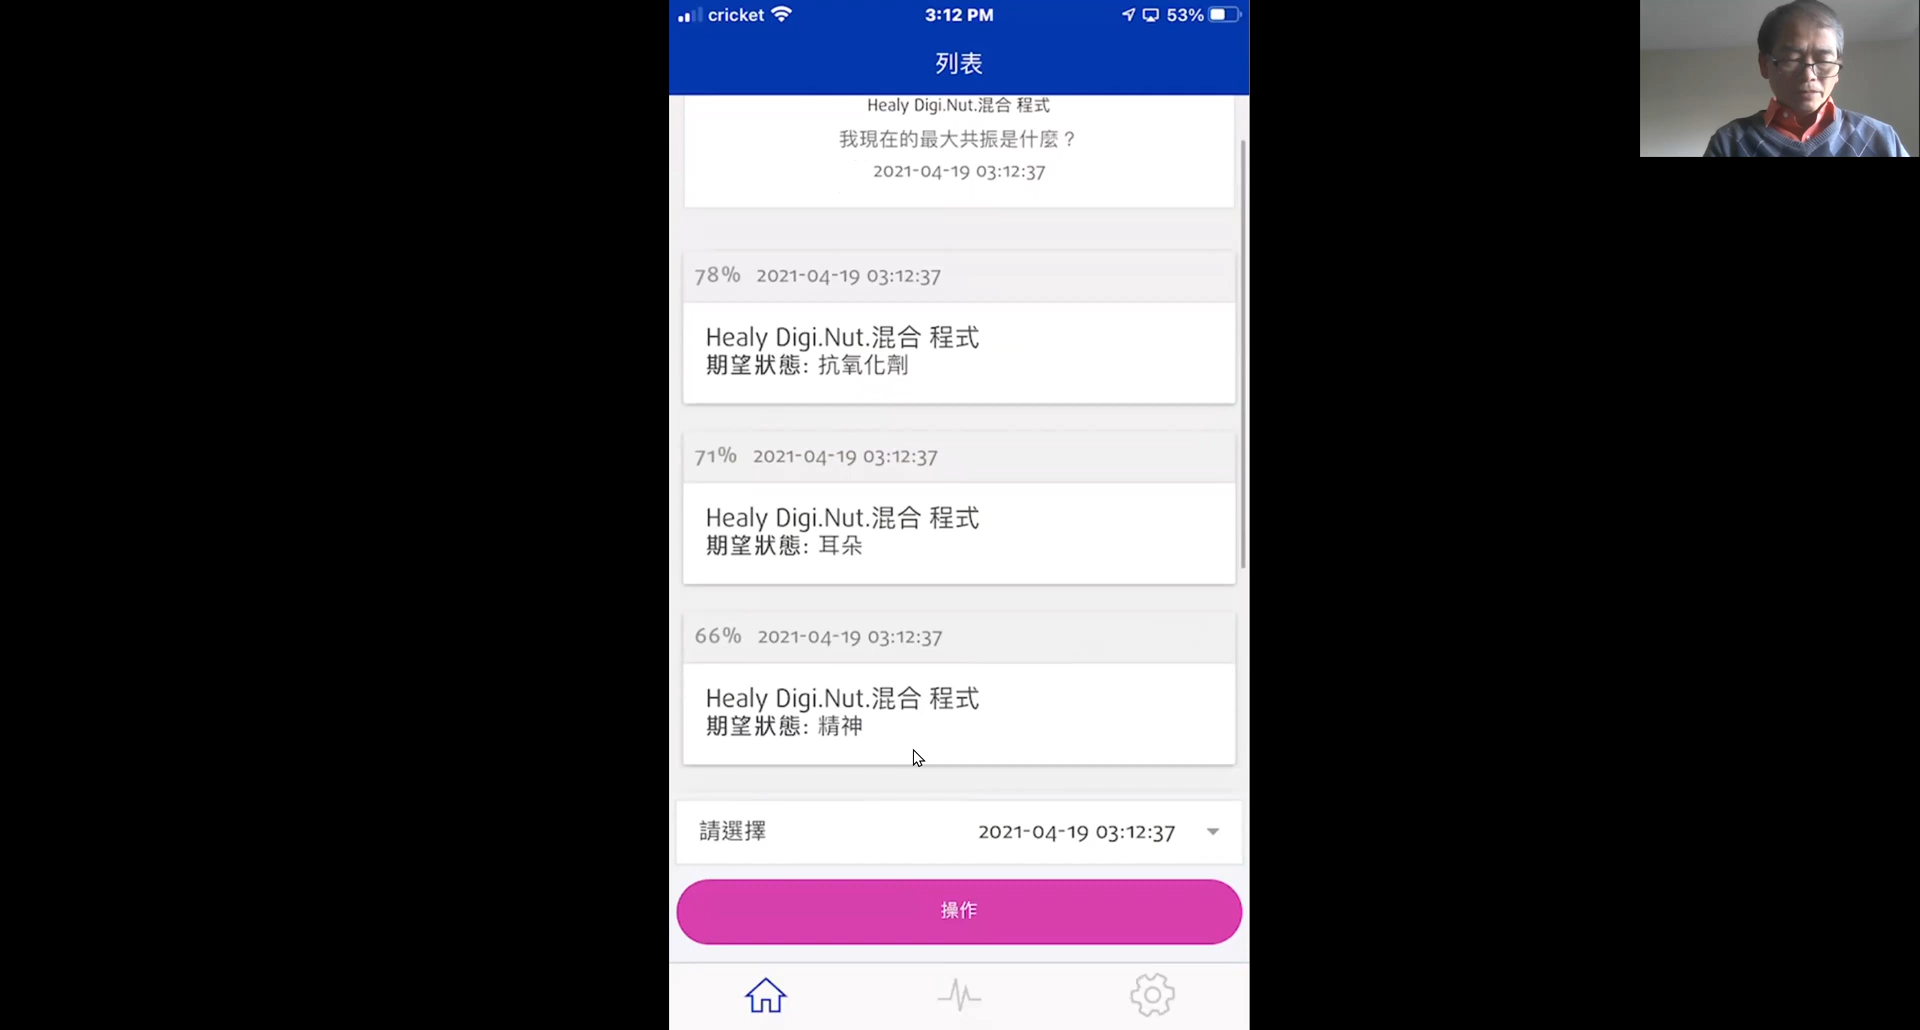 cricket 3:12 PM 53%
列表
Healy Digi.Nut.混合 程式
我現在的最大共振是什麼？
2021-04-19 03:12:37
78% 2021-04-19 03:12:37
Healy Digi.Nut.混合 程式
期望狀態: 抗氧化劑
71% 2021-04-19 03:12:37
Healy Digi.Nut.混合 程式
期望狀態: 耳朵
66% 2021-04-19 03:12:37
Healy Digi.Nut.混合 程式
期望狀態: 精神
請選擇 2021-04-19 03:12:37
操作